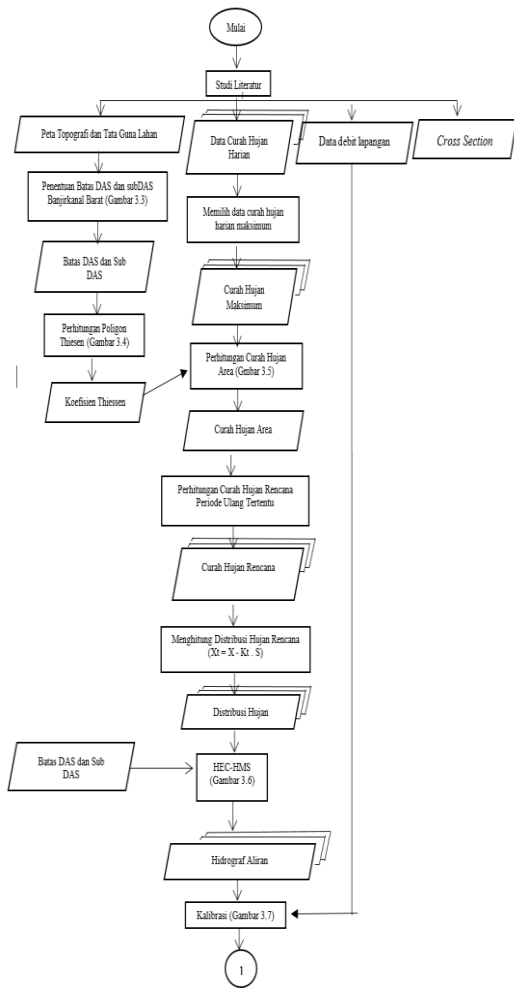 Mulai
Studi Literatur
Peta Topografi dan Tata Guna Lahan
Data Curah Hujan
Harian
Data debit lapangan
Cross Section
Penentuan Batas DAS dan subDAS
Banjirkanal Barat (Gambar 3.3)
Memilih data curah hujan
harian maksimum
Batas DAS dan Sub
DAS
Curah Hujan
Maksimum
Perhitungan Poligon
Thiesen (Gambar 3.4)
Perhitungan Curah Hujan
Area (Gmbar 3.5)
Koefisien Thiessen
Curah Hujan Area
Perhitungan Curah Hujan Rencana
Periode Ulang Tertentu
Curah Hujan Rencana
Menghitung Distribusi Hujan Rencana
(Xt = X - Kt . S)
Distribusi Hujan
Batas DAS dan Sub
DAS
HEC-HMS
(Gambar 3.6)
Hidrograf Aliran
Kalibrasi (Gambar 3.7)
1